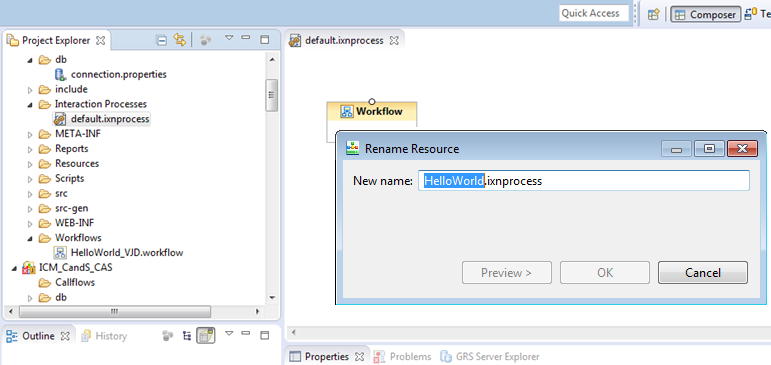 Quick Access
Composer
Te
Project Explorer
default.ixnprocess
db
connection.properties
include
Interaction Processes
default.ixnprocess
META-INF
Reports
Resources
Scripts
src
src-gen
WEB-INF
Workflows
HelloWorld_VJD.workflow
ICM_CandS_CAS
Callflows
db
Workflow
Rename Resource
New name: HelloWorld.ixnprocess
Preview >
OK
Cancel
Outline
History
Properties
Problems
GRS Server Explorer